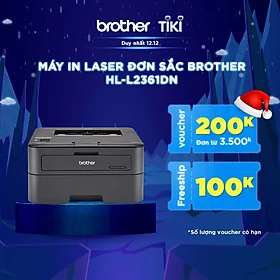 brother TIKI
Duy nhất 12.12
MÁY IN LASER ĐƠN SẮC BROTHER
HL-L2361DN
brother
voucher
200K
Đơn từ 3.500K
Freeship
100K
*Số lượng voucher có hạn